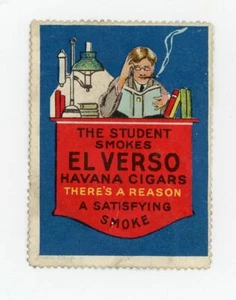 THE STUDENT
SMOKES
EL VERSO
HAVANA CIGARS
THERE'S A REASON
A SATISFYING
SMOKE